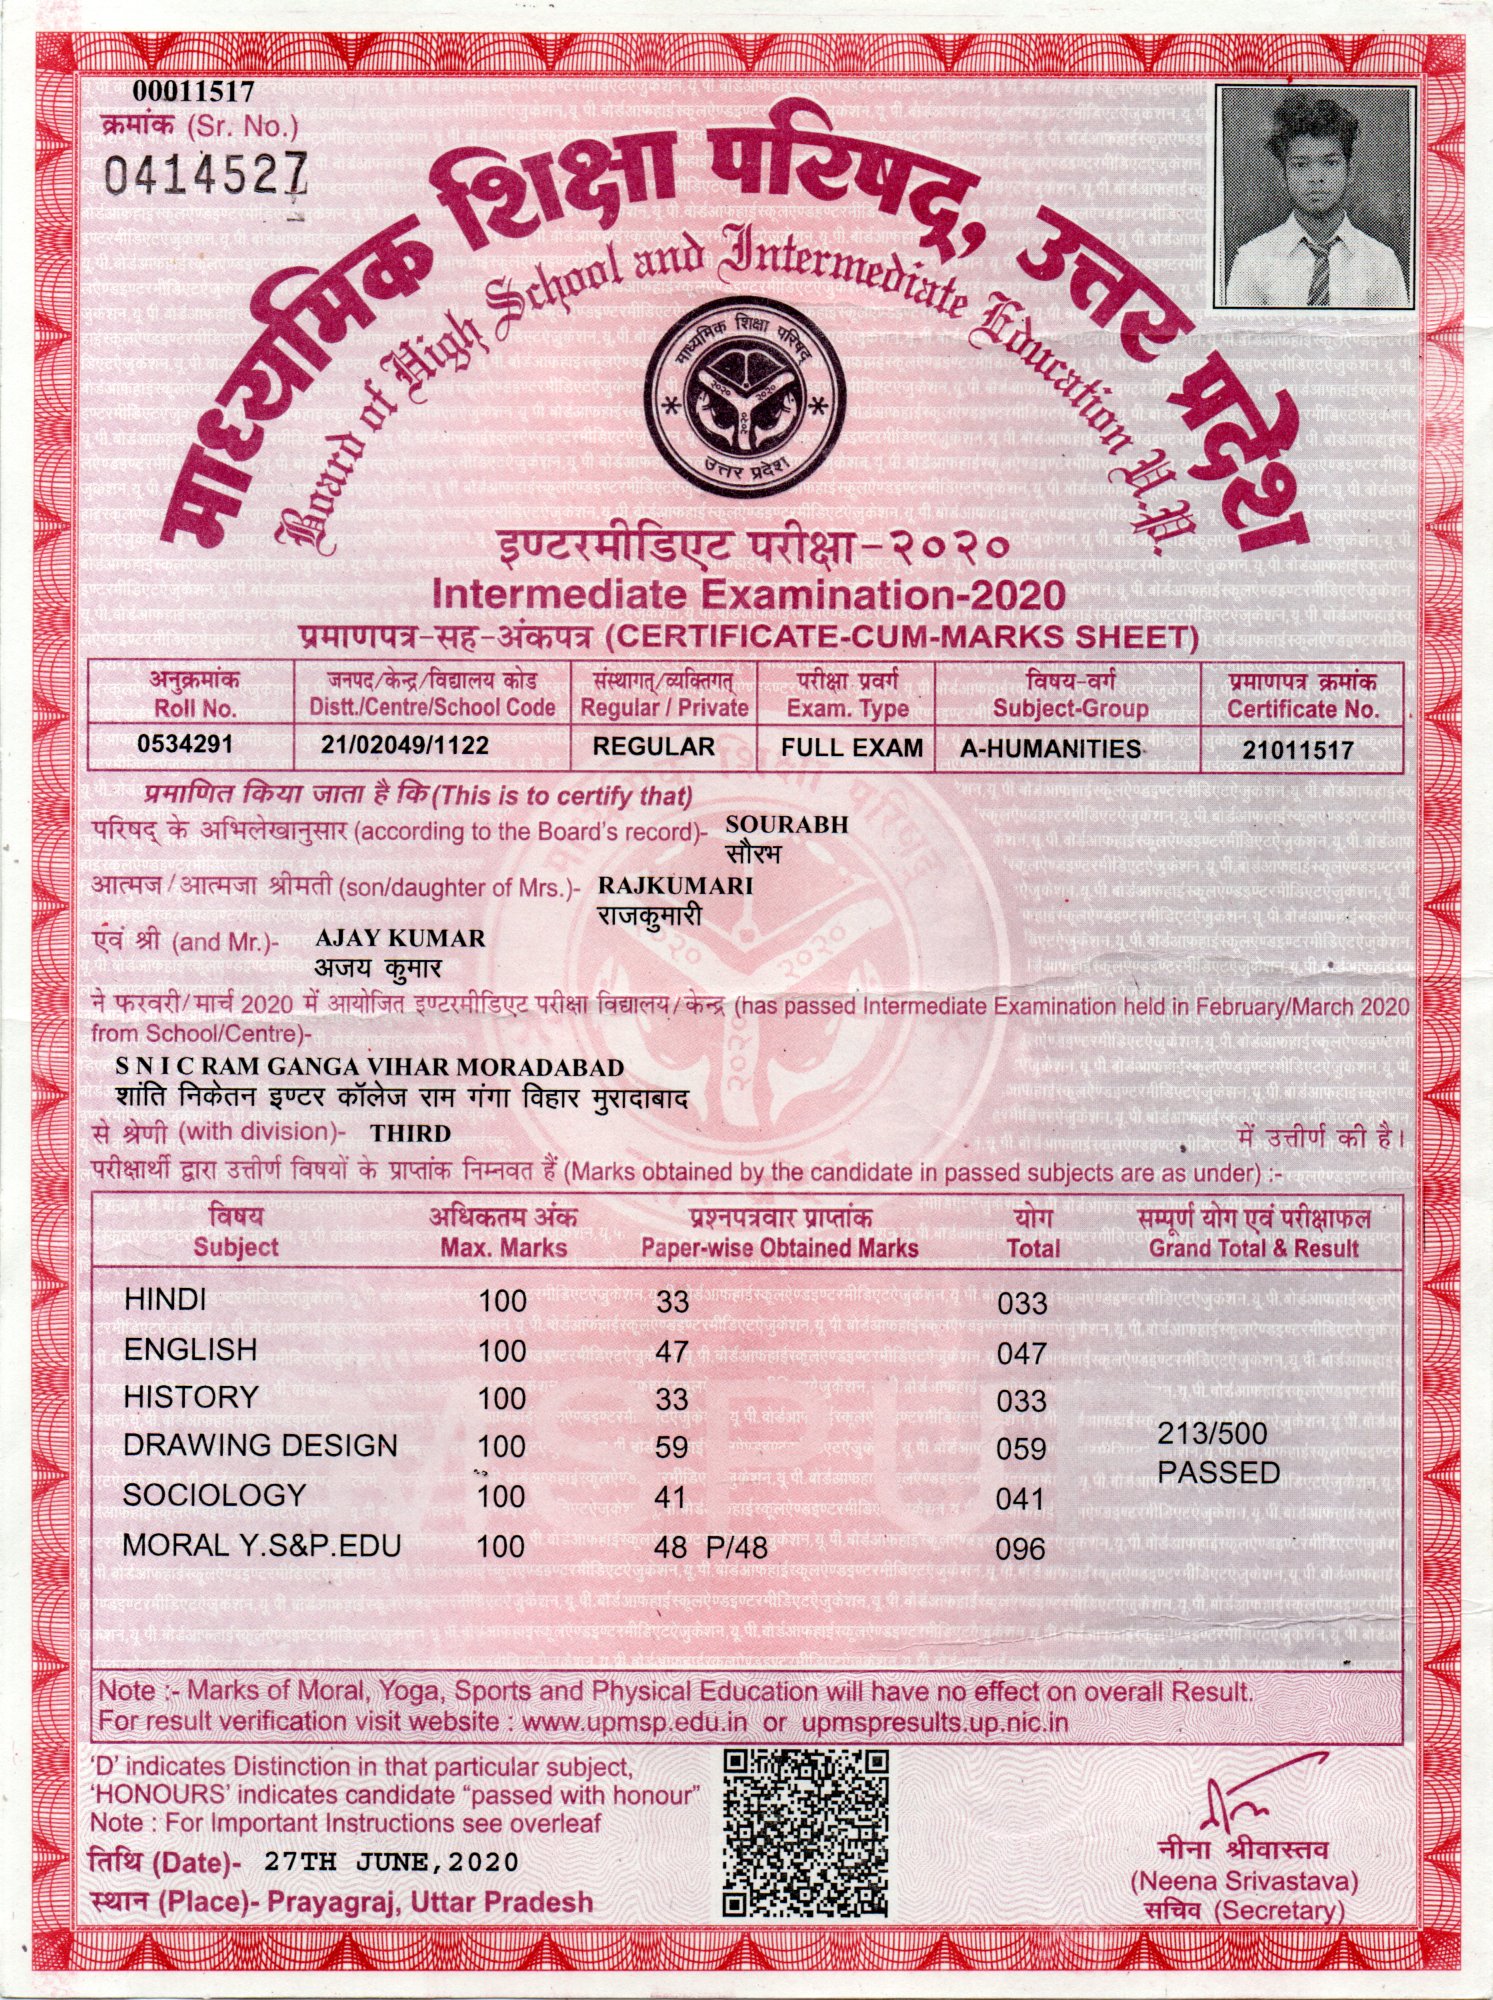 00011517
क्रमांक (Sr. No.)
0414527
माध्यमिक शिक्षा परिषद्, उत्तर प्रदेश
Board of High School and Intermediate Education U.P.
माध्यमिक शिक्षा परिषद्
२०२० २०२० २०२०
उत्तर प्रदेश
इण्टरमीडिएट परीक्षा-२०२०
Intermediate Examination-2020
प्रमाणपत्र-सह-अंकपत्र (CERTIFICATE-CUM-MARKS SHEET)
अनुक्रमांक जनपद/केन्द्र/विद्यालय कोड संस्थागत्/व्यक्तिगत् परीक्षा प्रवर्ग विषय-वर्ग प्रमाणपत्र क्रमांक
Roll No. Distt./Centre/School Code Regular / Private Exam. Type Subject-Group Certificate No.
0534291 21/02049/1122 REGULAR FULL EXAM A-HUMANITIES 21011517
प्रमाणित किया जाता है कि (This is to certify that)
परिषद् के अभिलेखानुसार (according to the Board's record)- SOURABH
सौरभ
आत्मज/आत्मजा श्रीमती (son/daughter of Mrs.)- RAJKUMARI
राजकुमारी
एवं श्री (and Mr.)- AJAY KUMAR
अजय कुमार
ने फरवरी/मार्च 2020 में आयोजित इण्टरमीडिएट परीक्षा विद्यालय/केन्द्र (has passed Intermediate Examination held in February/March 2020
from School/Centre)-
S N I C RAM GANGA VIHAR MORADABAD
शांति निकेतन इण्टर कॉलेज राम गंगा विहार मुरादाबाद
से श्रेणी (with division)- THIRD में उत्तीर्ण की है।
परीक्षार्थी द्वारा उत्तीर्ण विषयों के प्राप्तांक निम्नवत हैं (Marks obtained by the candidate in passed subjects are as under) :-
विषय अधिकतम अंक प्रश्नपत्रवार प्राप्तांक योग सम्पूर्ण योग एवं परीक्षाफल
Subject Max. Marks Paper-wise Obtained Marks Total Grand Total & Result
HINDI 100 33 033
ENGLISH 100 47 047
HISTORY 100 33 033
DRAWING DESIGN 100 59 059
213/500
PASSED
SOCIOLOGY 100 41 041
MORAL Y.S&P.EDU 100 48 P/48 096
Note :- Marks of Moral, Yoga, Sports and Physical Education will have no effect on overall Result.
For result verification visit website : www.upmsp.edu.in or upmspresults.up.nic.in
'D' indicates Distinction in that particular subject,
'HONOURS' indicates candidate "passed with honour"
Note : For Important Instructions see overleaf
तिथि (Date)- 27TH JUNE,2020
स्थान (Place)- Prayagraj, Uttar Pradesh
नीना श्रीवास्तव
(Neena Srivastava)
सचिव (Secretary)